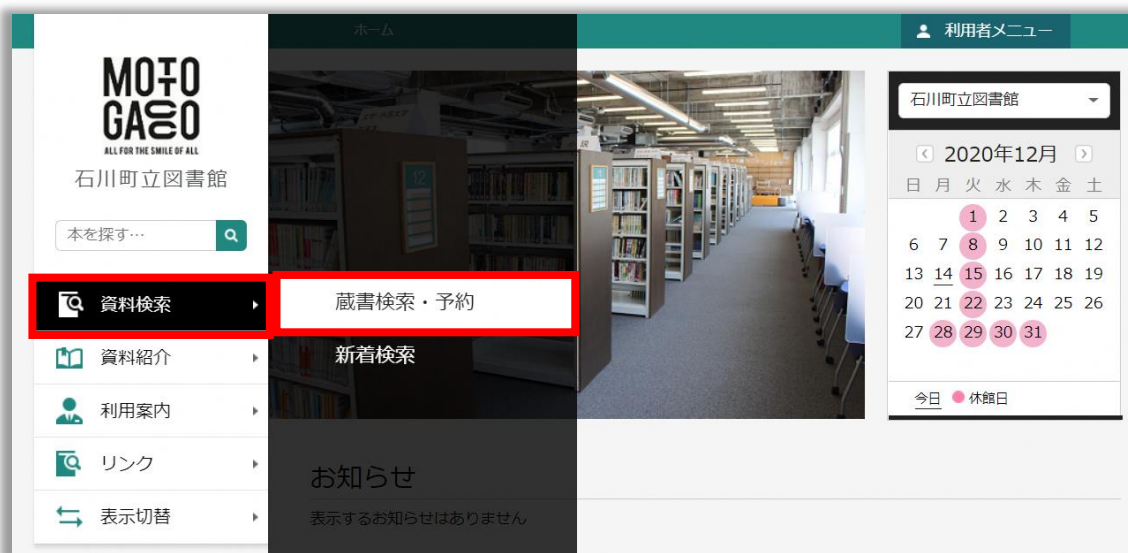 ホーム
利用者メニュー
MOTO
GACCO
ALL FOR THE SMILE OF ALL
石川町立図書館
本を探す…
資料検索
蔵書検索・予約
新着検索
資料紹介
利用案内
リンク
表示切替
12
お知らせ
表示するお知らせはありません
石川町立図書館
2020年12月
日 月 火 水 木 金 土
1 2 3 4 5
6 7 8 9 10 11 12
13 14 15 16 17 18 19
20 21 22 23 24 25 26
27 28 29 30 31
今日 休館日